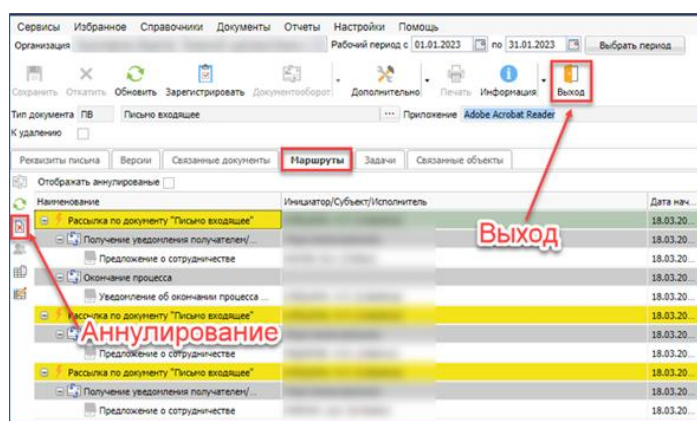 Сервисы Избранное Справочники Документы Отчеты Настройки Помощь
Организация Рабочий период с 01.01.2023 по 31.01.2023 Выбрать период
Сохранить Откатить Обновить Зарегистрировать Документооборот Дополнительно Печать Информация Выход
Тип документа ПВ Письмо входящее ... Приложение Adobe Acrobat Reader
К удалению
Реквизиты письма Версии Связанные документы Маршруты Задачи Связанные объекты
Отображать аннулированые
Наименование Инициатор/Субъект/Исполнитель Дата нач...
Рассылка по документу "Письмо входящее" 18.03.20...
Выход
Получение уведомления получателем/... 18.03.20...
Предложение о сотрудничестве 18.03.20...
Окончание процесса 18.03.20...
Уведомление об окончании процесса ... 18.03.20...
Рассылка по документу "Письмо входящее" 18.03.20...
Аннулирование
18.03.20...
Предложение о сотрудничестве 18.03.20...
Рассылка по документу "Письмо входящее" 18.03.20...
Получение уведомления получателем/... 18.03.20...
Предложение о сотрудничестве 18.03.20...